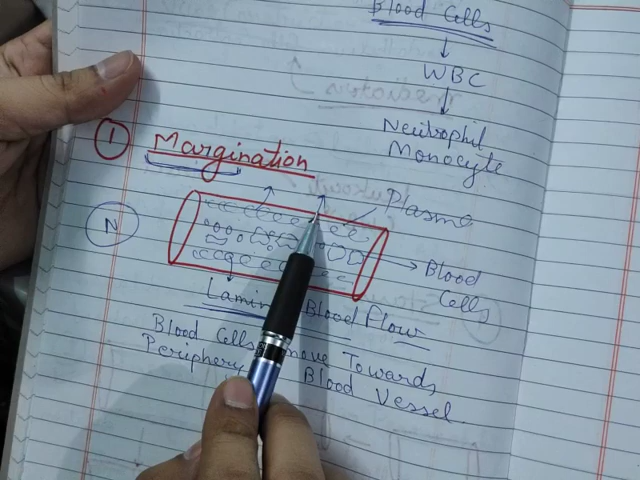 Blood Cells
WBC
Neutrophil
Monocyte
① Margination
N
Plasma
Blood
Cells
Blood Flow
Blood Cells move Towards
Periphery Blood Vessel.